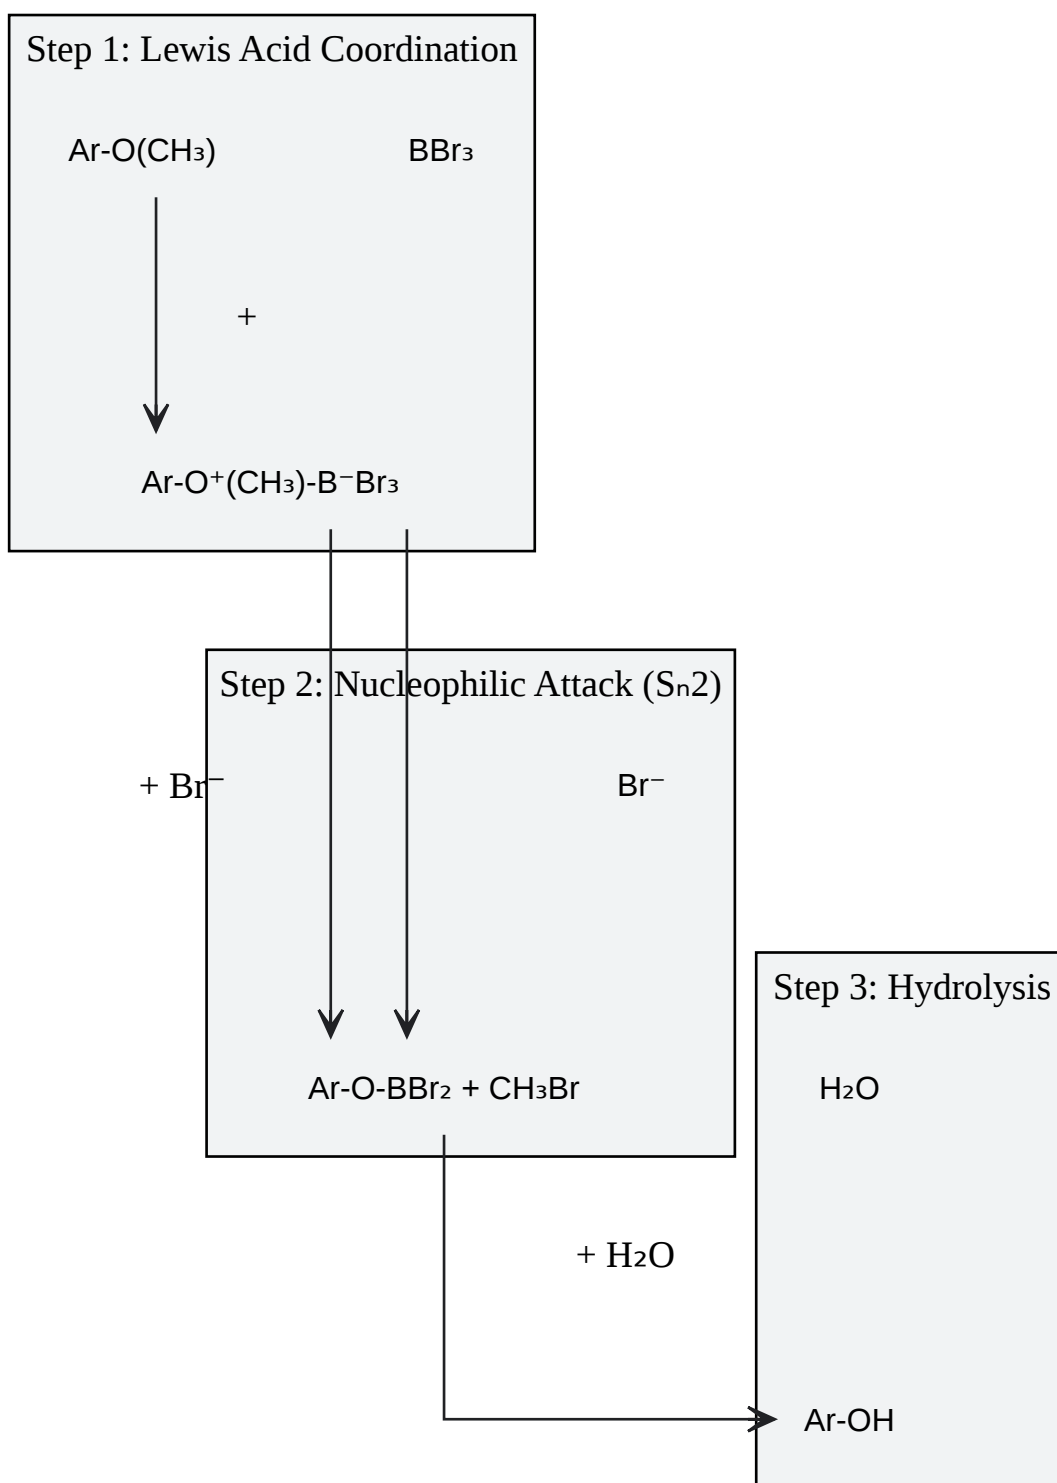 Step 1: Lewis Acid Coordination
Ar-O(CH₃)
BBr₃
+
Ar-O⁺(CH₃)-B⁻Br₃
Step 2: Nucleophilic Attack (Sₙ2)
+ Br⁻
Br⁻
Step 3: Hydrolysis
Ar-O-BBr₂ + CH₃Br
H₂O
+ H₂O
Ar-OH